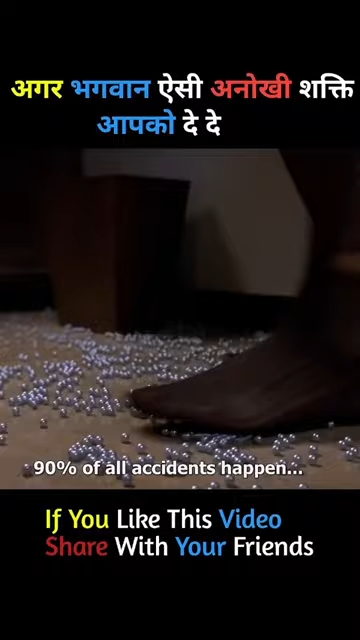 अगर भगवान ऐसी अनोखी शक्ति
आपको दे दे
90% of all accidents happen...
If You Like This Video
Share With Your Friends